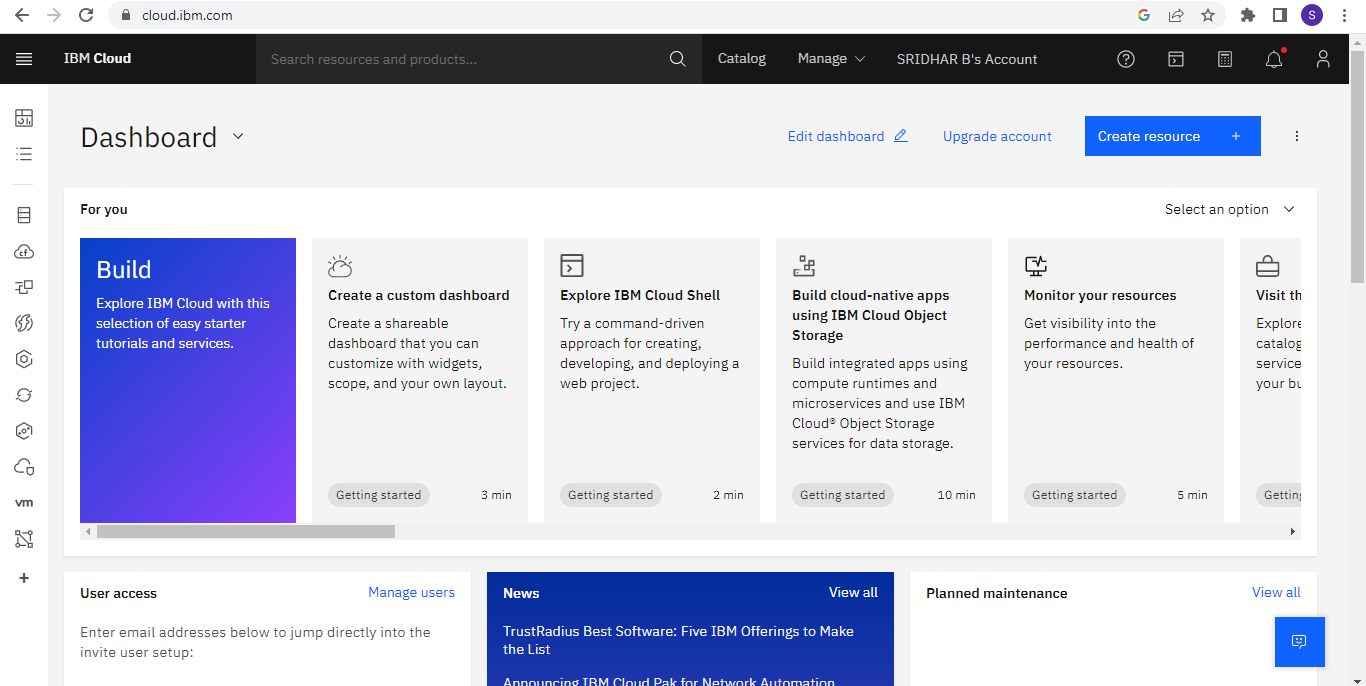 cloud.ibm.com
S
IBM Cloud
Search resources and products...
Catalog
Manage
SRIDHAR B's Account
Dashboard
Edit dashboard
Upgrade account
Create resource +
For you
Select an option
Build
Explore IBM Cloud with this
selection of easy starter
tutorials and services.
Create a custom dashboard
Create a shareable
dashboard that you can
customize with widgets,
scope, and your own layout.
Getting started
3 min
Explore IBM Cloud Shell
Try a command-driven
approach for creating,
developing, and deploying a
web project.
Getting started
2 min
Build cloud-native apps
using IBM Cloud Object
Storage
Build integrated apps using
compute runtimes and
microservices and use IBM
Cloud® Object Storage
services for data storage.
Getting started
10 min
Monitor your resources
Get visibility into the
performance and health of
your resources.
Getting started
5 min
Visit th
Explore
catalog
service
your bu
Getting
cf
vm
+
User access
Manage users
Enter email addresses below to jump directly into the
invite user setup:
News
View all
TrustRadius Best Software: Five IBM Offerings to Make
the List
Announcing IBM Cloud Pak for Network Automation
Planned maintenance
View all